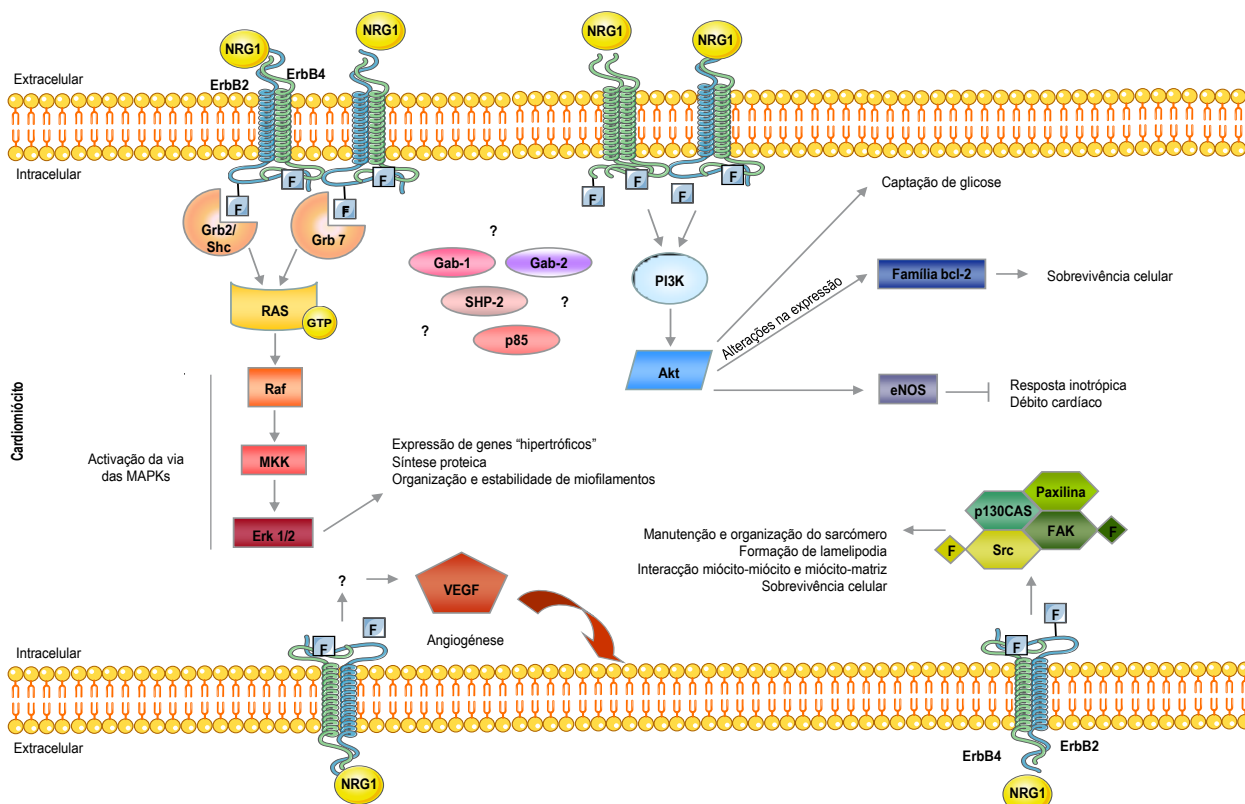 NRG1
NRG1
NRG1
NRG1
ErbB4
ErbB2
Extracelular
Intracelular
F
F
F
F
F
F
F
F
Grb2/
Shc
Grb 7
RAS
GTP
Raf
MKK
Erk 1/2
Cardiomiócito
Activação da via
das MAPKs
Expressão de genes “hipertróficos”
Síntese proteica
Organização e estabilidade de miofilamentos
?
Gab-1
Gab-2
SHP-2
?
?
p85
PI3K
Akt
Captação de glicose
Alterações na expressão
Família bcl-2
Sobrevivência celular
eNOS
Resposta inotrópica
Débito cardíaco
Paxilina
p130CAS
FAK
F
Src
F
Manutenção e organização do sarcómero
Formação de lamelipodia
Interacção miócito-miócito e miócito-matriz
Sobrevivência celular
?
VEGF
Angiogénese
F
F
F
F
Intracelular
Extracelular
ErbB4
ErbB2
NRG1
NRG1